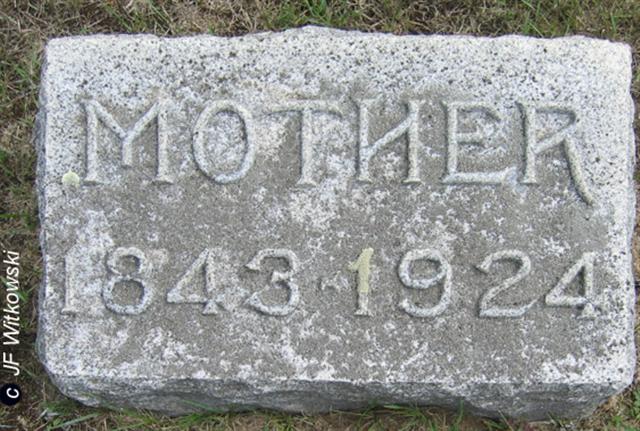 MOTHER
1843-1924
c JF Witkowski